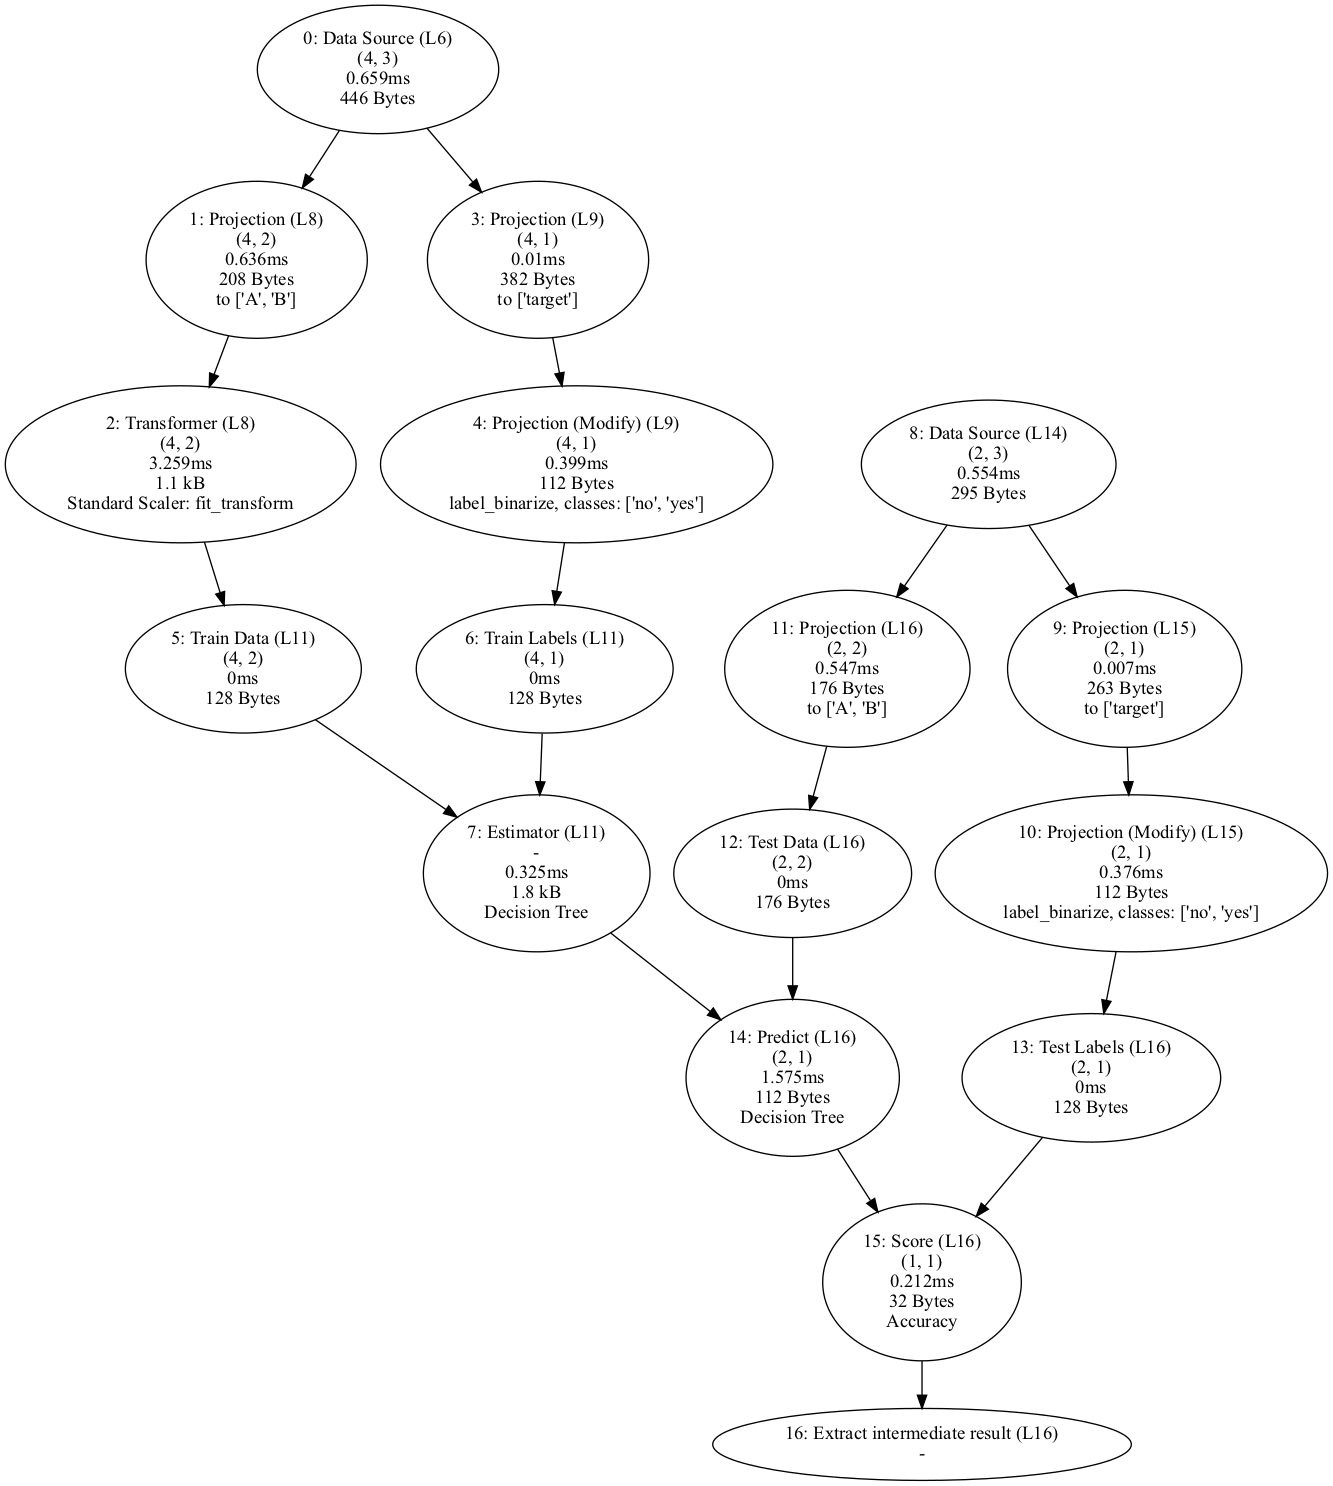 0: Data Source (L6)
(4, 3)
0.659ms
446 Bytes
1: Projection (L8)
(4, 2)
0.636ms
208 Bytes
to ['A', 'B']
3: Projection (L9)
(4, 1)
0.01ms
382 Bytes
to ['target']
2: Transformer (L8)
(4, 2)
3.259ms
1.1 kB
Standard Scaler: fit_transform
4: Projection (Modify) (L9)
(4, 1)
0.399ms
112 Bytes
label_binarize, classes: ['no', 'yes']
8: Data Source (L14)
(2, 3)
0.554ms
295 Bytes
5: Train Data (L11)
(4, 2)
0ms
128 Bytes
6: Train Labels (L11)
(4, 1)
0ms
128 Bytes
11: Projection (L16)
(2, 2)
0.547ms
176 Bytes
to ['A', 'B']
9: Projection (L15)
(2, 1)
0.007ms
263 Bytes
to ['target']
7: Estimator (L11)
-
0.325ms
1.8 kB
Decision Tree
12: Test Data (L16)
(2, 2)
0ms
176 Bytes
10: Projection (Modify) (L15)
(2, 1)
0.376ms
112 Bytes
label_binarize, classes: ['no', 'yes']
14: Predict (L16)
(2, 1)
1.575ms
112 Bytes
Decision Tree
13: Test Labels (L16)
(2, 1)
0ms
128 Bytes
15: Score (L16)
(1, 1)
0.212ms
32 Bytes
Accuracy
16: Extract intermediate result (L16)
-